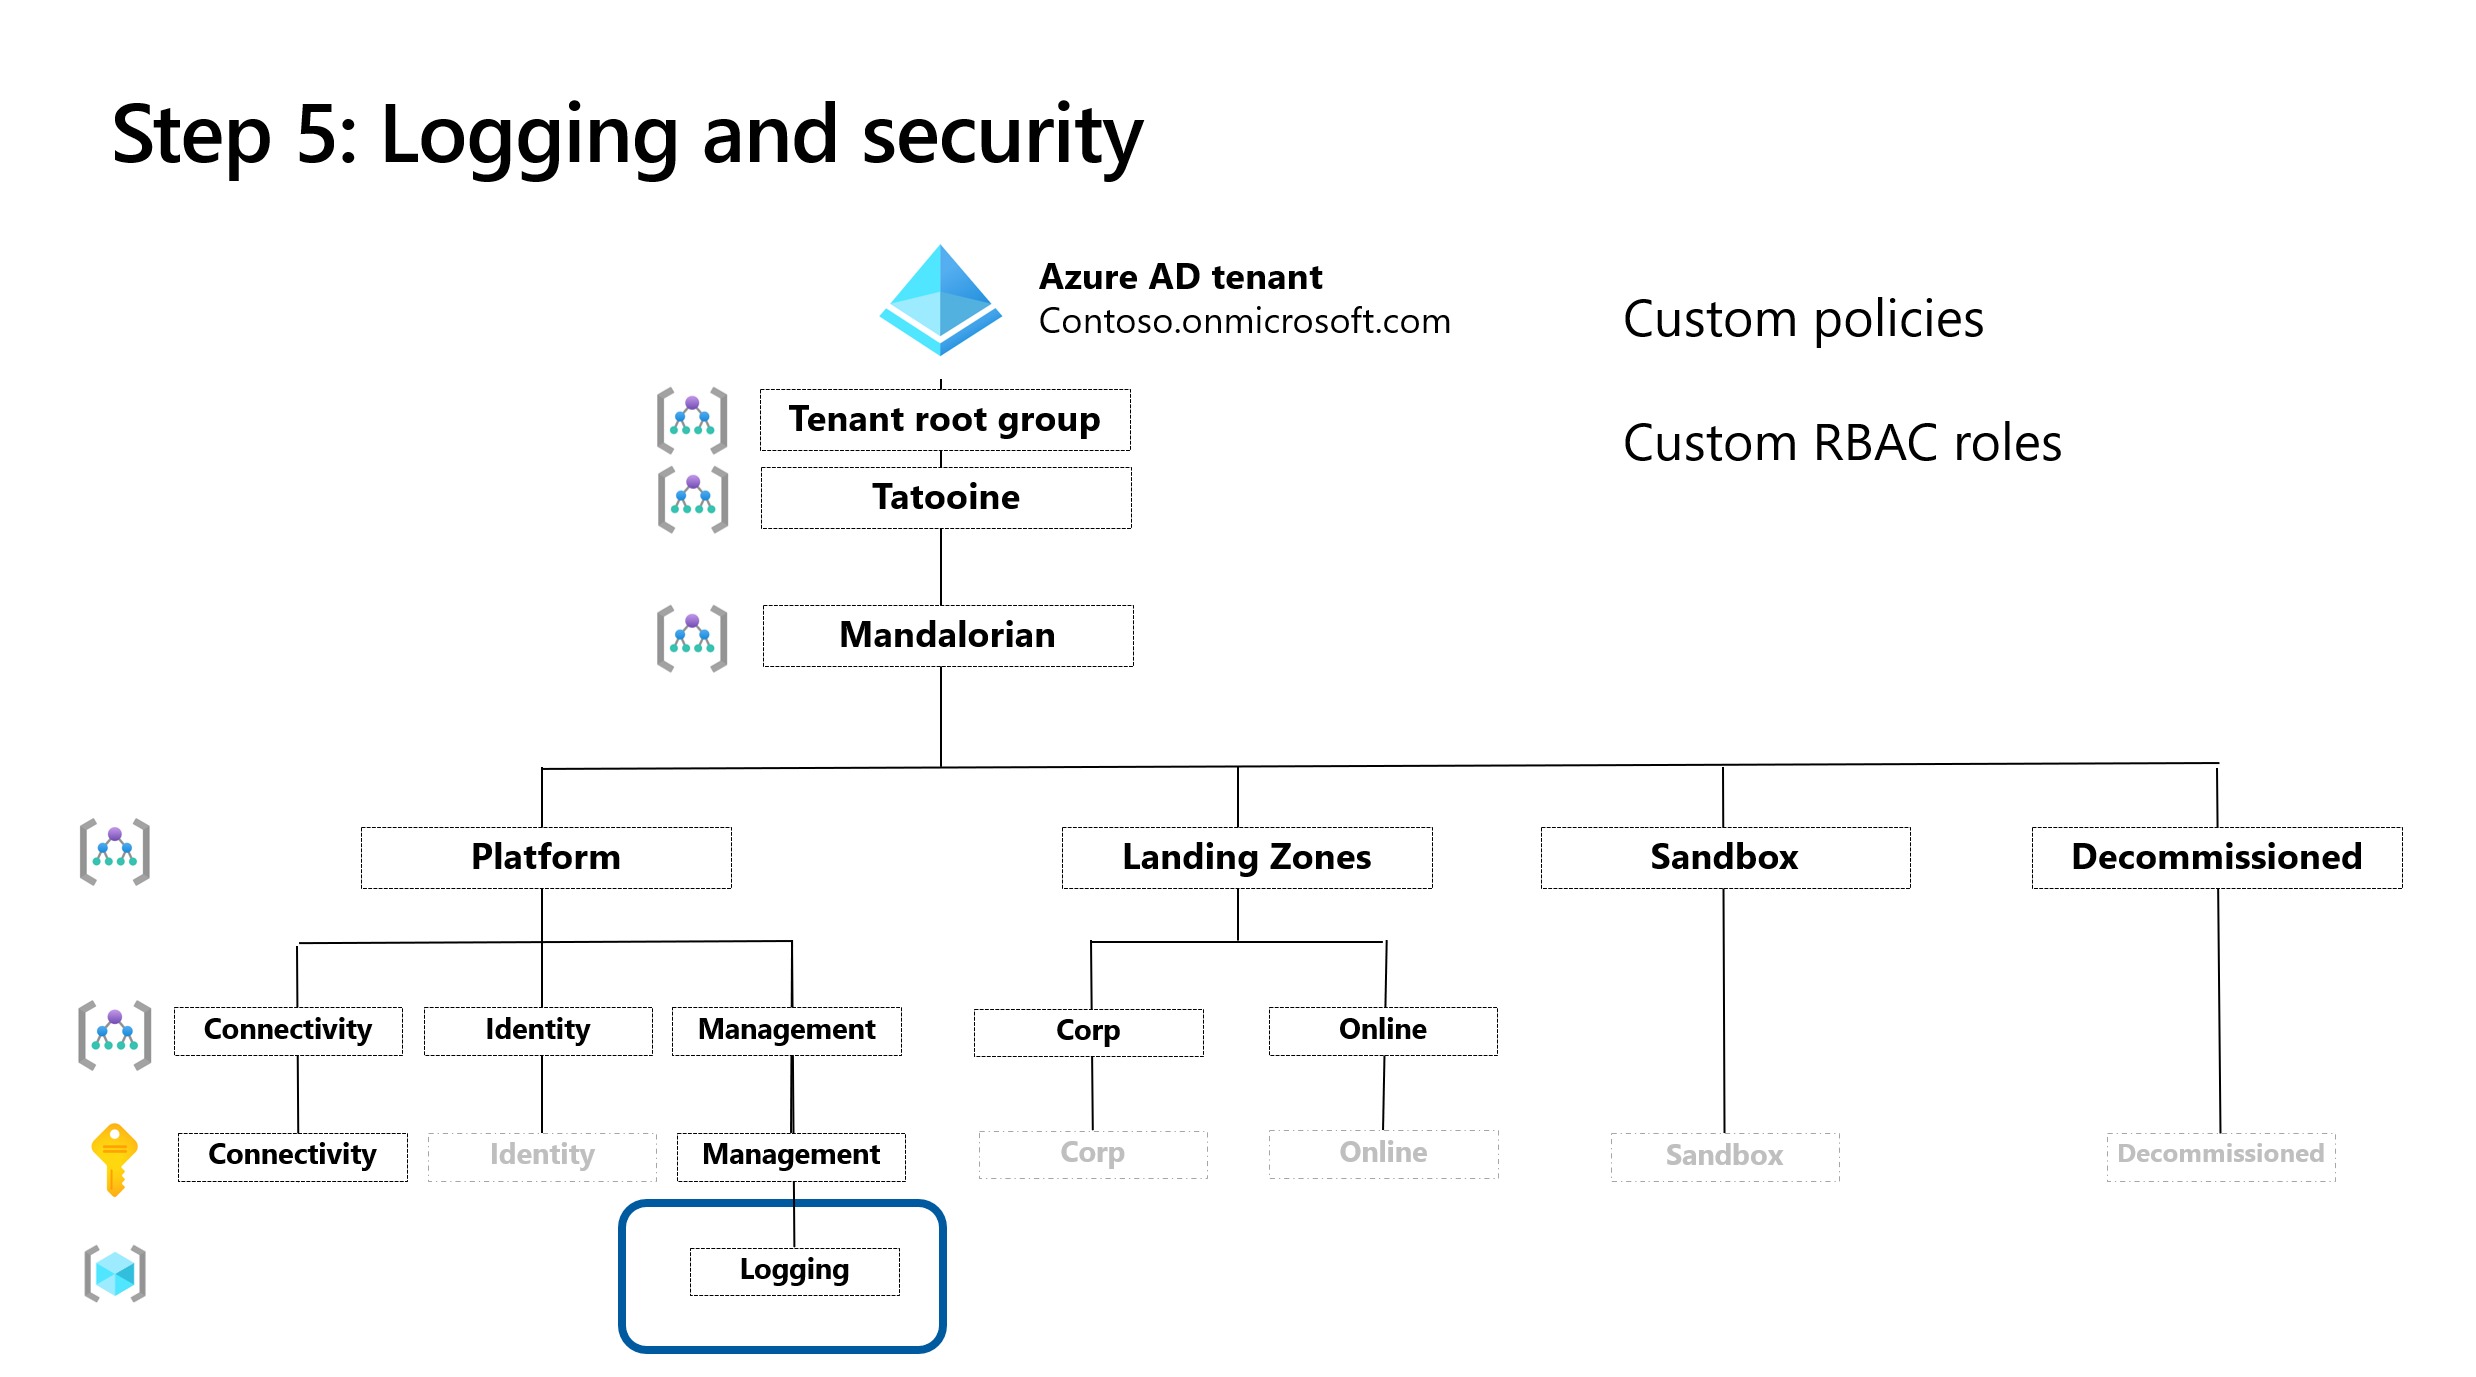 Step 5: Logging and security
Azure AD tenant
Contoso.onmicrosoft.com
Custom policies
Custom RBAC roles
Tenant root group
Tatooine
Mandalorian
Platform
Landing Zones
Sandbox
Decommissioned
Connectivity
Identity
Management
Corp
Online
Connectivity
Identity
Management
Corp
Online
Sandbox
Decommissioned
Logging